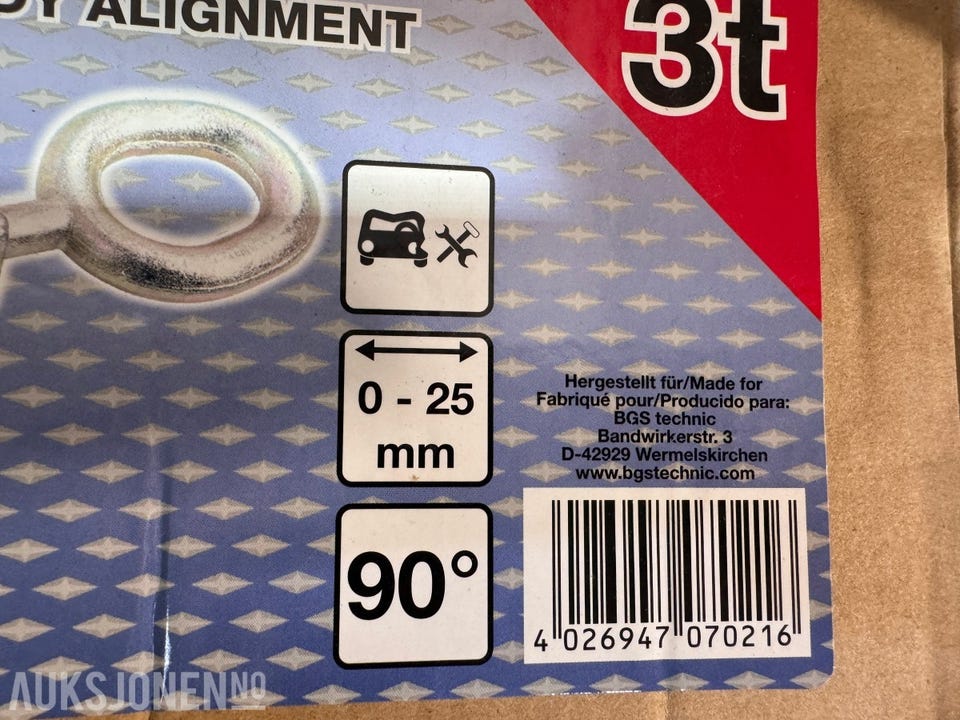 ALIGNMENT
3t
0 - 25
mm
90°
Hergestellt für/Made for
Fabriqué pour/Producido para:
BGS technic
Bandwirkerstr. 3
D-42929 Wermelskirchen
www.bgstechnic.com
4 026947 070216
AUKSJONEN NO